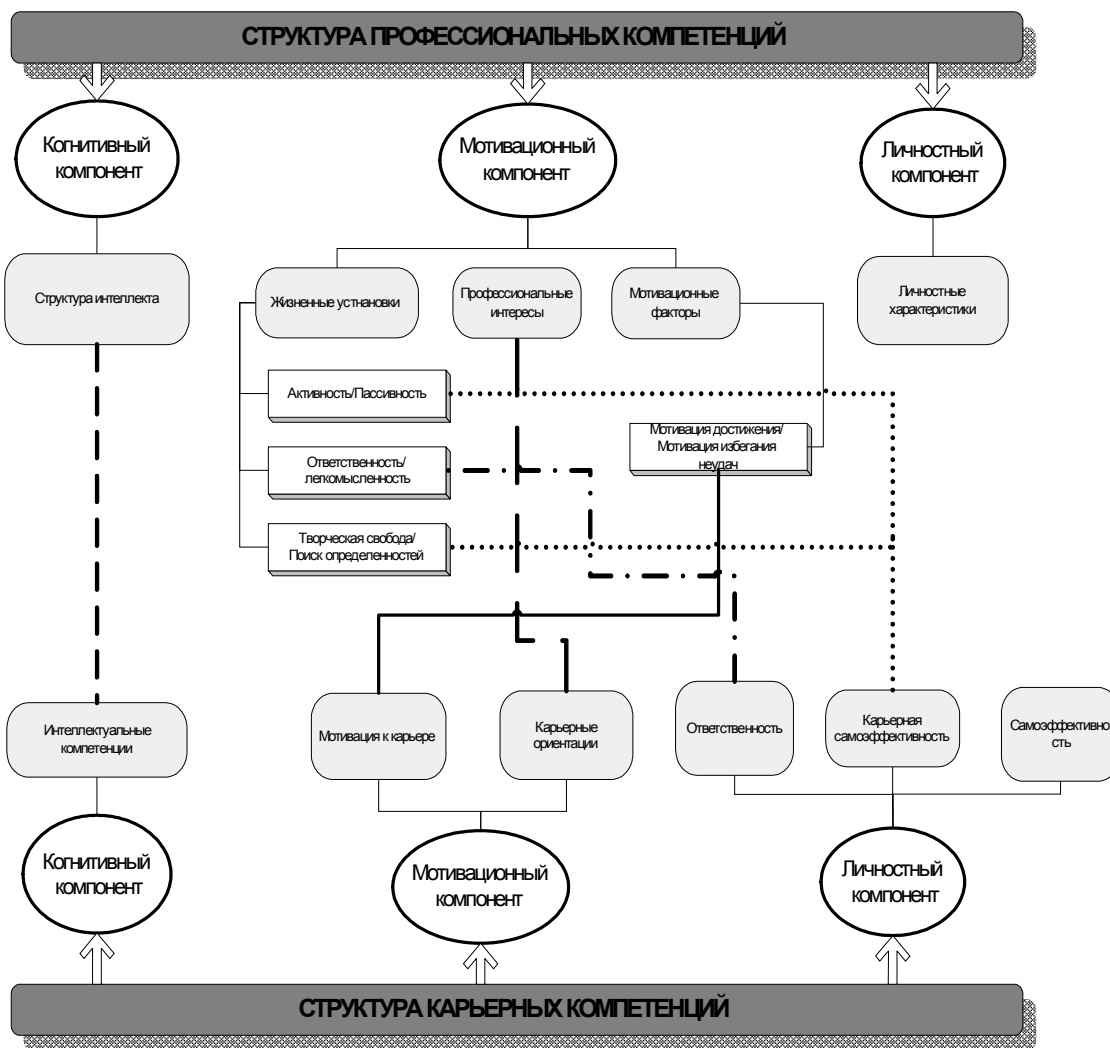 СТРУКТУРА ПРОФЕССИОНАЛЬНЫХ КОМПЕТЕНЦИЙ
Когнитивный
компонент
Мотивационный
компонент
Личностный
компонент
Структура интеллекта
Жизненные устнановки
Профессиональные
интересы
Мотивационные
факторы
Личностные
характеристики
Активность/Пассивность
Мотивация достижения/
Мотивация избегания
неудач
Ответственность/
легкомысленность
Творческая свобода/
Поиск определенностей
Интеллектуальные
компетенции
Мотивация к карьере
Карьерные
ориентации
Ответственность
Карьерная
самоэффективность
Самоэффективно
сть
Когнитивный
компонент
Мотивационный
компонент
Личностный
компонент
СТРУКТУРА КАРЬЕРНЫХ КОМПЕТЕНЦИЙ